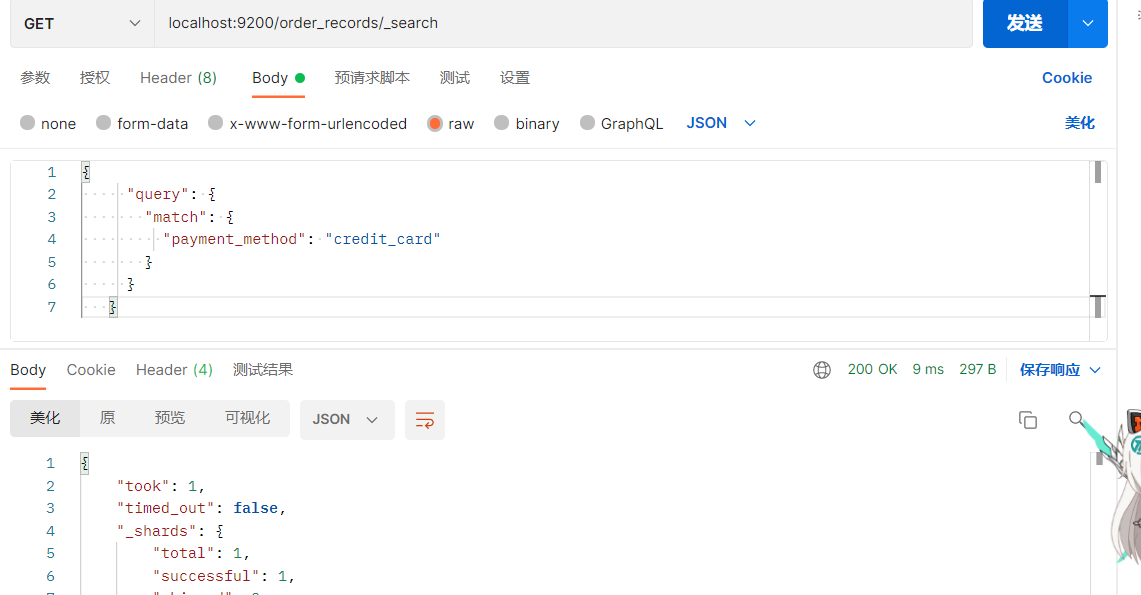 GET localhost:9200/order_records/_search 发送
参数 授权 Header (8) Body 预请求脚本 测试 设置 Cookie
none form-data x-www-form-urlencoded raw binary GraphQL JSON 美化
1 {
2 "query": {
3 "match": {
4 "payment_method": "credit_card"
5 }
6 }
7 }
Body Cookie Header (4) 测试结果 200 OK 9 ms 297 B 保存响应
美化 原 预览 可视化 JSON
1 {
2 "took": 1,
3 "timed_out": false,
4 "_shards": {
5 "total": 1,
6 "successful": 1,